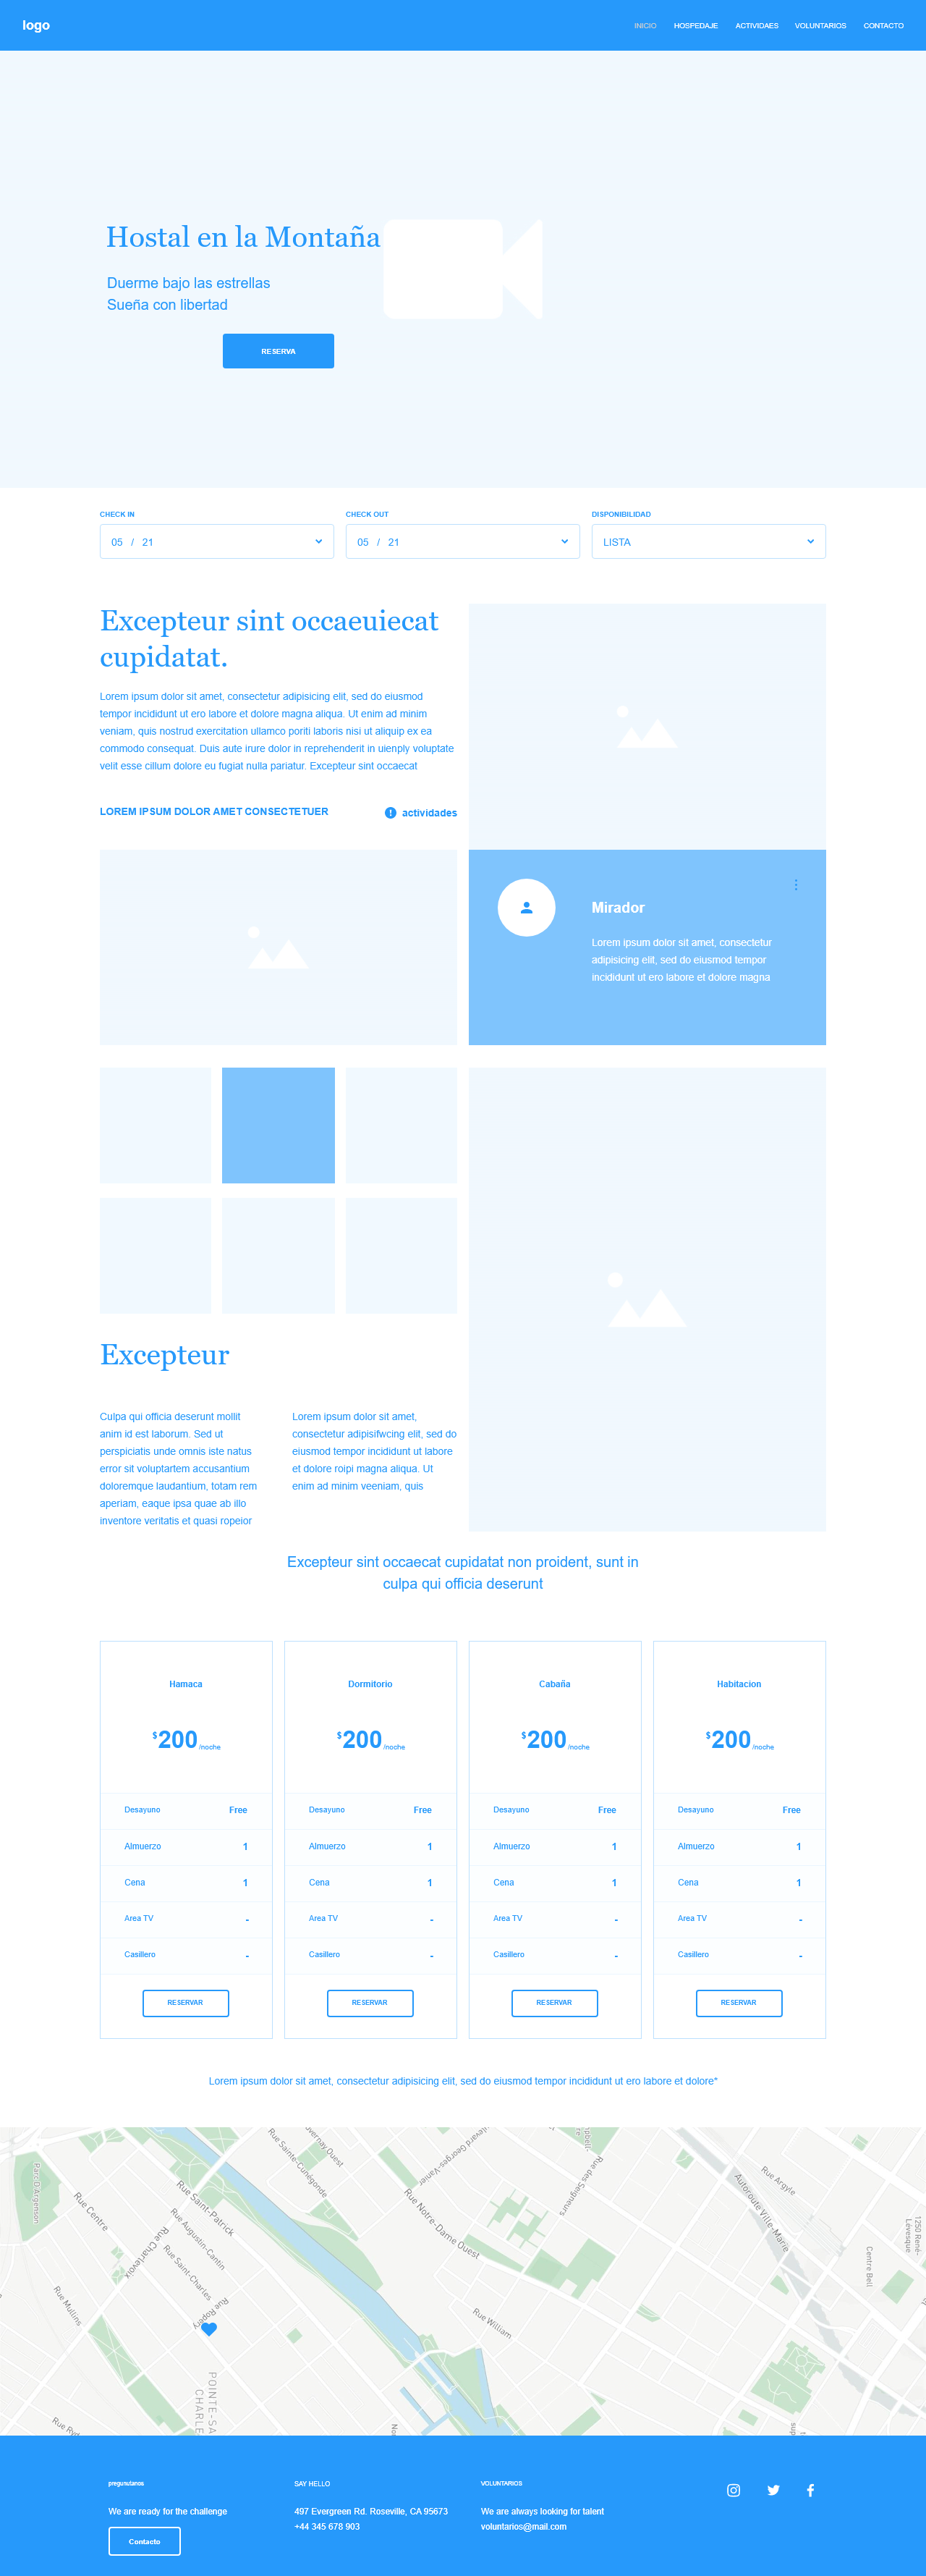 logo
INICIO HOSPEDAJE ACTIVIDAES VOLUNTARIOS CONTACTO
Hostal en la Montaña
Duerme bajo las estrellas
Sueña con libertad
RESERVA
CHECK IN
05 / 21
CHECK OUT
05 / 21
DISPONIBILIDAD
LISTA
Excepteur sint occaeuiecat
cupidatat.
Lorem ipsum dolor sit amet, consectetur adipisicing elit, sed do eiusmod
tempor incididunt ut ero labore et dolore magna aliqua. Ut enim ad minim
veniam, quis nostrud exercitation ullamco poriti laboris nisi ut aliquip ex ea
commodo consequat. Duis aute irure dolor in reprehenderit in uienply voluptate
velit esse cillum dolore eu fugiat nulla pariatur. Excepteur sint occaecat
LOREM IPSUM DOLOR AMET CONSECTETUER
actividades
Mirador
Lorem ipsum dolor sit amet, consectetur
adipisicing elit, sed do eiusmod tempor
incididunt ut ero labore et dolore magna
Excepteur
Culpa qui officia deserunt mollit
anim id est laborum. Sed ut
perspiciatis unde omnis iste natus
error sit voluptartem accusantium
doloremque laudantium, totam rem
aperiam, eaque ipsa quae ab illo
inventore veritatis et quasi ropeior
Lorem ipsum dolor sit amet,
consectetur adipisifwcing elit, sed do
eiusmod tempor incididunt ut labore
et dolore roipi magna aliqua. Ut
enim ad minim veeniam, quis
Excepteur sint occaecat cupidatat non proident, sunt in
culpa qui officia deserunt
Hamaca
$200 /noche
Desayuno Free
Almuerzo 1
Cena 1
Area TV -
Casillero -
RESERVAR
Dormitorio
$200 /noche
Desayuno Free
Almuerzo 1
Cena 1
Area TV -
Casillero -
RESERVAR
Cabaña
$200 /noche
Desayuno Free
Almuerzo 1
Cena 1
Area TV -
Casillero -
RESERVAR
Habitacion
$200 /noche
Desayuno Free
Almuerzo 1
Cena 1
Area TV -
Casillero -
RESERVAR
Lorem ipsum dolor sit amet, consectetur adipisicing elit, sed do eiusmod tempor incididunt ut ero labore et dolore*
Parc D'Argenson
Rue Centre
Rue Saint-Patrick
Rue Augustin-Cantin
Rue Charlevoix
Rue Saint-Charles
Rue Mullins
Rue Ropery
Rue Sainte-Cunégonde
Georges-Vanier
Rue Notre-Dame Ouest
Rue des Seigneurs
Rue William
Rue Argyle
Autoroute Ville-Marie
Centre Bell
1250 René-
Lévesque
POINTE-SA
CHARLE
SAY HELLO
VOLUNTARIOS
We are ready for the challenge
Contacto
497 Evergreen Rd. Roseville, CA 95673
+44 345 678 903
We are always looking for talent
voluntarios@mail.com